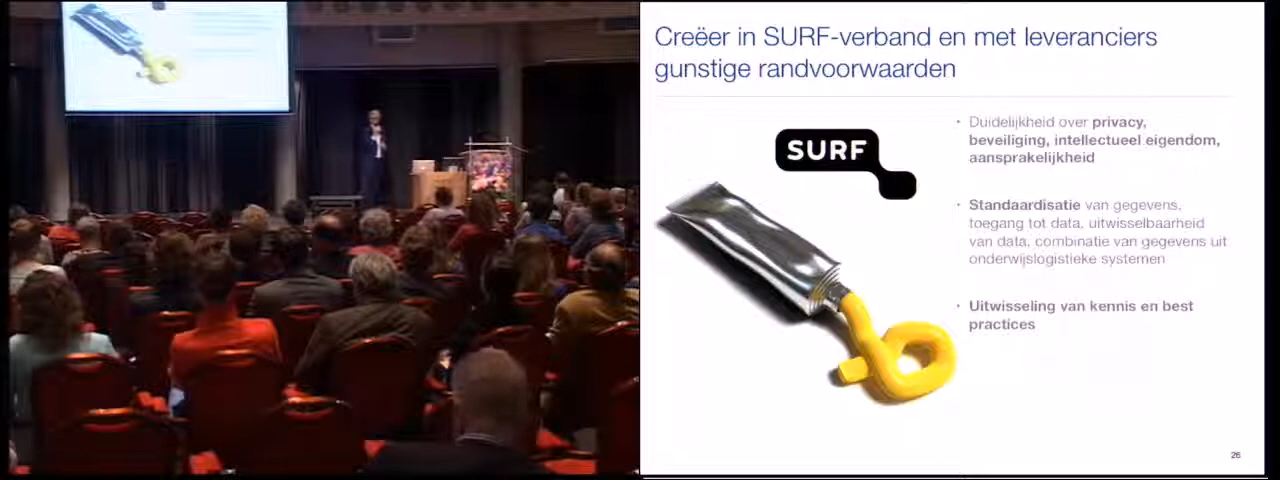 Creëer in SURF-verband en met leveranciers
gunstige randvoorwaarden
SURF
• Duidelijkheid over privacy,
beveiliging, intellectueel eigendom,
aansprakelijkheid
• Standaardisatie van gegevens,
toegang tot data, uitwisselbaarheid
van data, combinatie van gegevens uit
onderwijslogistieke systemen
• Uitwisseling van kennis en best
practices
26